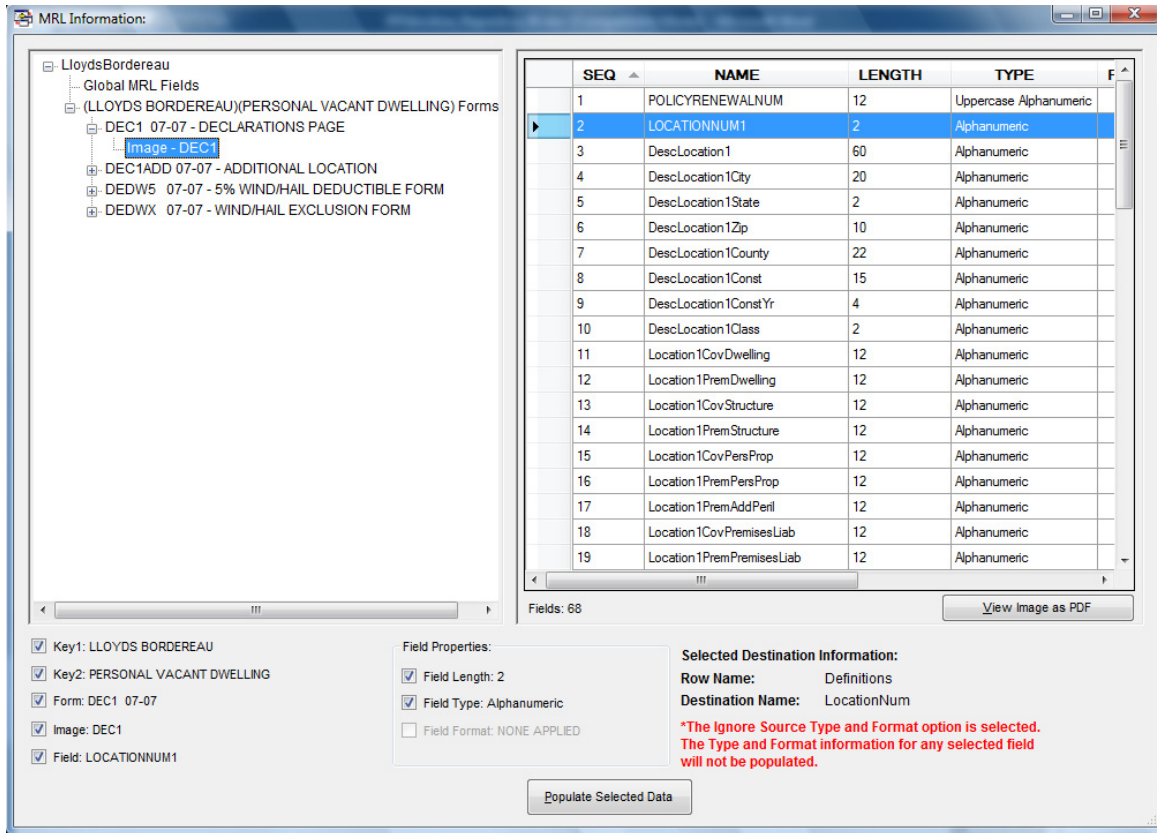 MRL Information:
LloydsBordereau
Global MRL Fields
(LLOYDS BORDEREAU)(PERSONAL VACANT DWELLING) Forms
DEC1 07-07 - DECLARATIONS PAGE
Image - DEC1
DEC1ADD 07-07 - ADDITIONAL LOCATION
DEDW5 07-07 - 5% WIND/HAIL DEDUCTIBLE FORM
DEDWX 07-07 - WIND/HAIL EXCLUSION FORM
SEQ NAME LENGTH TYPE F
1 POLICYRENEWALNUM 12 Uppercase Alphanumeric
2 LOCATIONNUM1 2 Alphanumeric
3 DescLocation1 60 Alphanumeric
4 DescLocation1City 20 Alphanumeric
5 DescLocation1State 2 Alphanumeric
6 DescLocation1Zip 10 Alphanumeric
7 DescLocation1County 22 Alphanumeric
8 DescLocation1Const 15 Alphanumeric
9 DescLocation1ConstYr 4 Alphanumeric
10 DescLocation1Class 2 Alphanumeric
11 Location1CovDwelling 12 Alphanumeric
12 Location1PremDwelling 12 Alphanumeric
13 Location1CovStructure 12 Alphanumeric
14 Location1PremStructure 12 Alphanumeric
15 Location1CovPersProp 12 Alphanumeric
16 Location1PremPersProp 12 Alphanumeric
17 Location1PremAddPeril 12 Alphanumeric
18 Location1CovPremisesLiab 12 Alphanumeric
19 Location1PremPremisesLiab 12 Alphanumeric
Fields: 68
View Image as PDF
Key1: LLOYDS BORDEREAU
Key2: PERSONAL VACANT DWELLING
Form: DEC1 07-07
Image: DEC1
Field: LOCATIONNUM1
Field Properties:
Field Length: 2
Field Type: Alphanumeric
Field Format: NONE APPLIED
Selected Destination Information:
Row Name: Definitions
Destination Name: LocationNum
*The Ignore Source Type and Format option is selected.
The Type and Format information for any selected field
will not be populated.
Populate Selected Data